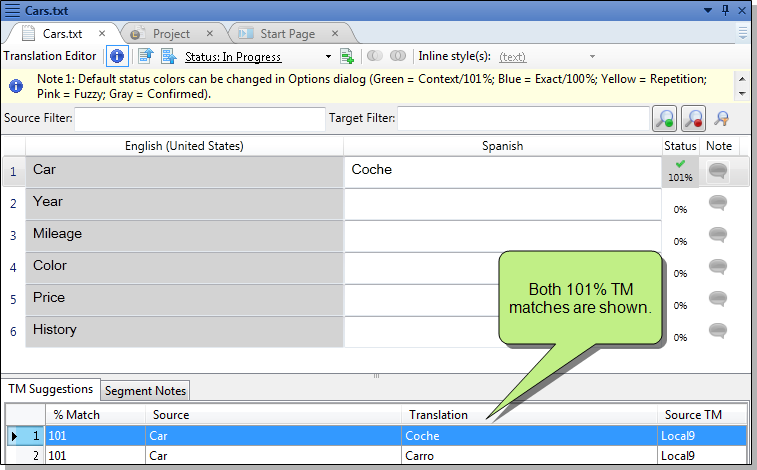 Cars.txt
Cars.txt Project Start Page
Translation Editor Status: In Progress Inline style(s): (text)
Note 1: Default status colors can be changed in Options dialog (Green = Context/101%; Blue = Exact/100%; Yellow = Repetition;
Pink = Fuzzy; Gray = Confirmed).
Source Filter: Target Filter:
English (United States) Spanish Status Note
1 Car Coche 101%
2 Year 0%
3 Mileage 0%
4 Color 0%
5 Price 0%
6 History 0%
Both 101% TM
matches are shown.
TM Suggestions Segment Notes
% Match Source Translation Source TM
1 101 Car Coche Local9
2 101 Car Carro Local9